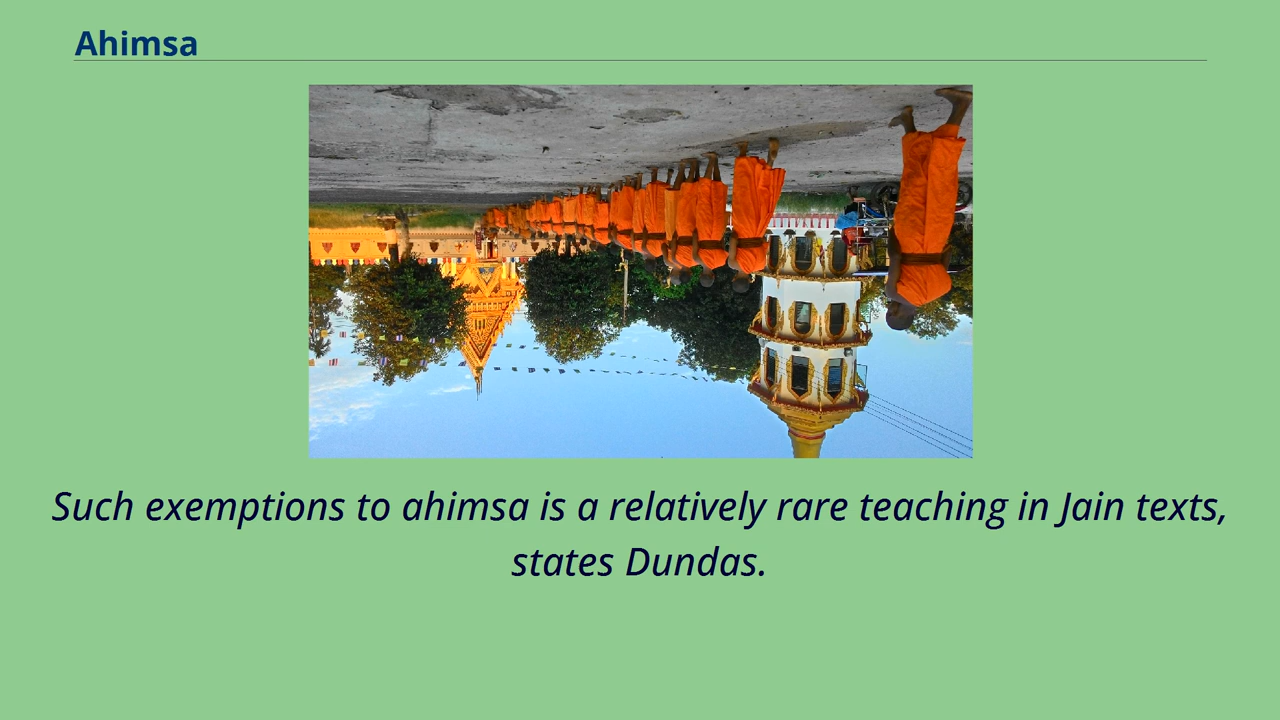 Ahimsa
Such exemptions to ahimsa is a relatively rare teaching in Jain texts,
states Dundas.